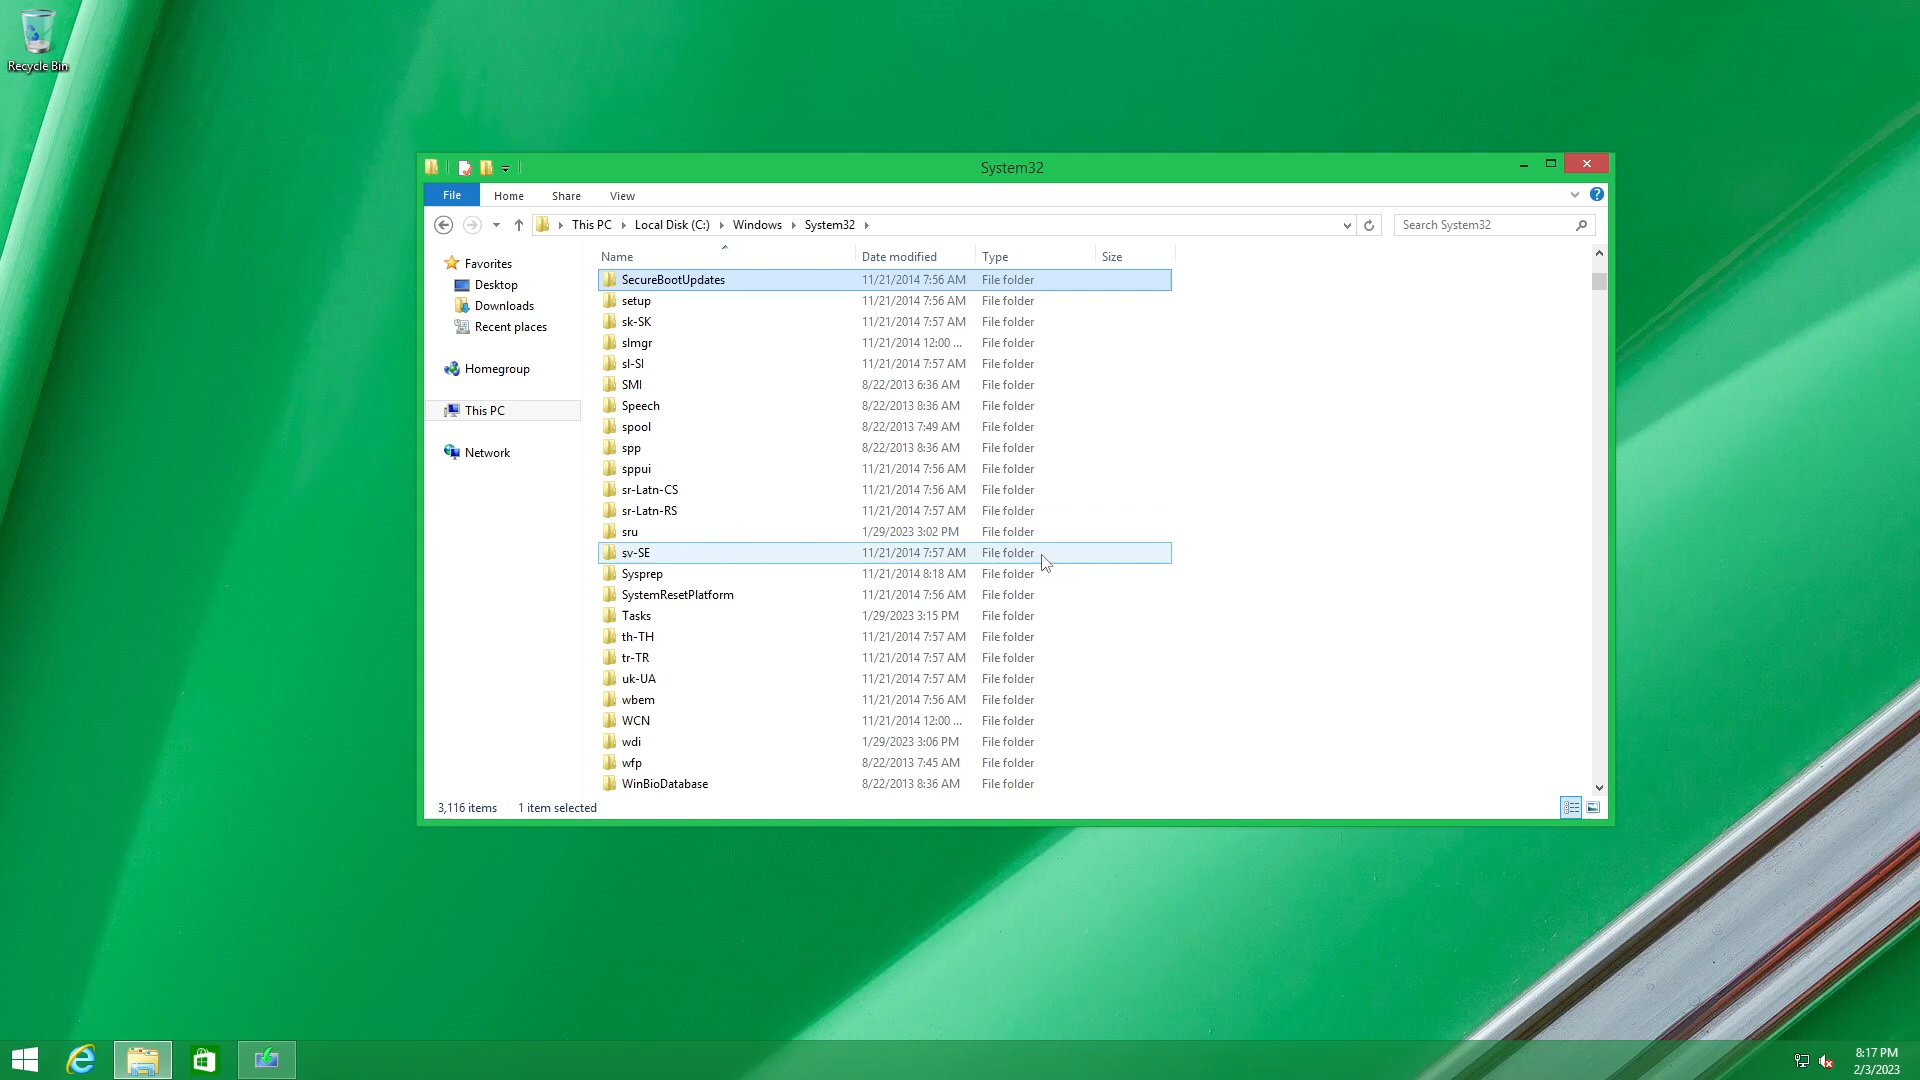 Recycle Bin
System32
File Home Share View
This PC Local Disk (C:) Windows System32
Search System32
Favorites
Desktop
Downloads
Recent places
Homegroup
This PC
Network
Name Date modified Type Size
SecureBootUpdates 11/21/2014 7:56 AM File folder
setup 11/21/2014 7:56 AM File folder
sk-SK 11/21/2014 7:57 AM File folder
slmgr 11/21/2014 12:00 ... File folder
sl-SI 11/21/2014 7:57 AM File folder
SMI 8/22/2013 6:36 AM File folder
Speech 8/22/2013 8:36 AM File folder
spool 8/22/2013 7:49 AM File folder
spp 8/22/2013 8:36 AM File folder
sppui 11/21/2014 7:56 AM File folder
sr-Latn-CS 11/21/2014 7:56 AM File folder
sr-Latn-RS 11/21/2014 7:57 AM File folder
sru 1/29/2023 3:02 PM File folder
sv-SE 11/21/2014 7:57 AM File folder
Sysprep 11/21/2014 8:18 AM File folder
SystemResetPlatform 11/21/2014 7:56 AM File folder
Tasks 1/29/2023 3:15 PM File folder
th-TH 11/21/2014 7:57 AM File folder
tr-TR 11/21/2014 7:57 AM File folder
uk-UA 11/21/2014 7:57 AM File folder
wbem 11/21/2014 7:56 AM File folder
WCN 11/21/2014 12:00 ... File folder
wdi 1/29/2023 3:06 PM File folder
wfp 8/22/2013 7:45 AM File folder
WinBioDatabase 8/22/2013 8:36 AM File folder
3,116 items 1 item selected
8:17 PM
2/3/2023